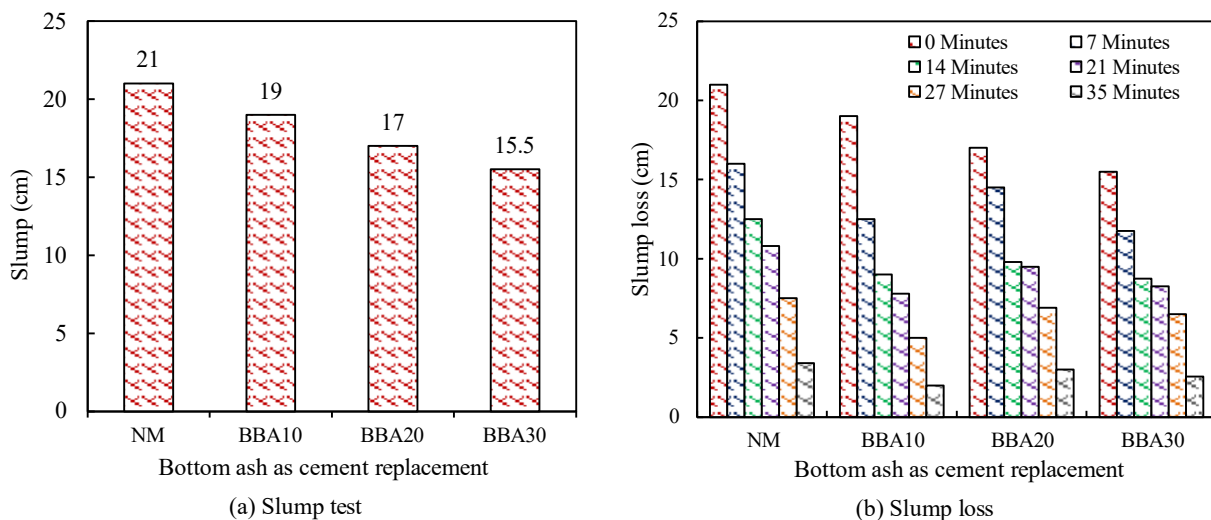 25
20
15
10
5
0
Slump (cm)
21
19
17
15.5
NM
BBA10
BBA20
BBA30
Bottom ash as cement replacement
(a) Slump test
25
20
15
10
5
0
Slump loss (cm)
0 Minutes
7 Minutes
14 Minutes
21 Minutes
27 Minutes
35 Minutes
NM
BBA10
BBA20
BBA30
Bottom ash as cement replacement
(b) Slump loss